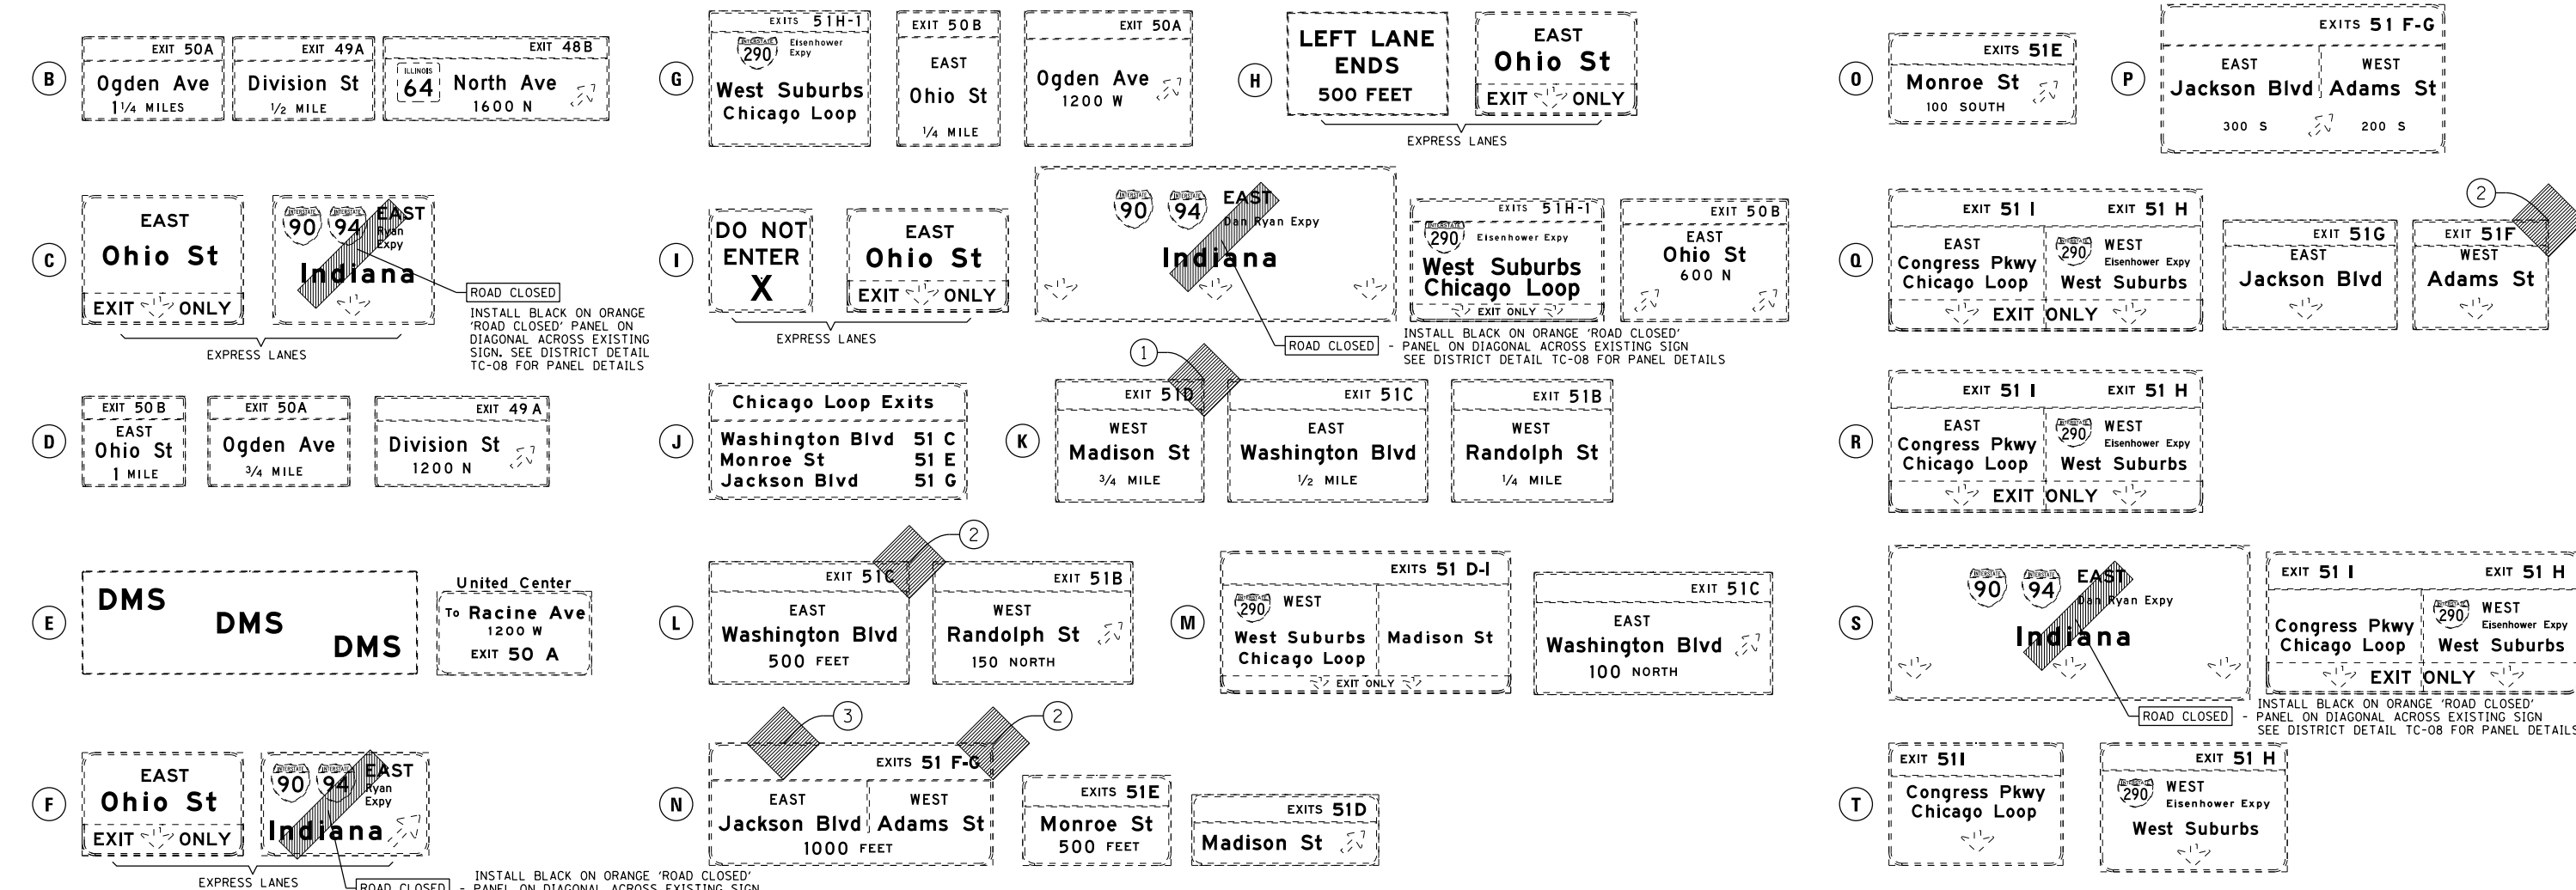 B
EXIT 50A
Ogden Ave
1 1/4 MILES
EXIT 49A
Division St
1/2 MILE
EXIT 48B
ILLINOIS
64
North Ave
1600 N
C
EAST
Ohio St
EXIT ONLY
INTERSTATE
90
INTERSTATE
94
EAST
Ryan
Expy
Indiana
EXPRESS LANES
ROAD CLOSED
INSTALL BLACK ON ORANGE
'ROAD CLOSED' PANEL ON
DIAGONAL ACROSS EXISTING
SIGN. SEE DISTRICT DETAIL
TC-08 FOR PANEL DETAILS
D
EXIT 50B
EAST
Ohio St
1 MILE
EXIT 50A
Ogden Ave
3/4 MILE
EXIT 49A
Division St
1200 N
E
DMS
DMS
DMS
United Center
To Racine Ave
1200 W
EXIT 50 A
F
EAST
Ohio St
EXIT ONLY
INTERSTATE
90
INTERSTATE
94
EAST
Ryan
Expy
Indiana
EXPRESS LANES
ROAD CLOSED -
INSTALL BLACK ON ORANGE 'ROAD CLOSED'
PANEL ON DIAGONAL ACROSS EXISTING SIGN
G
EXITS 51H-1
INTERSTATE
290
Eisenhower
Expy
West Suburbs
Chicago Loop
EXIT 50B
EAST
Ohio St
1/4 MILE
EXIT 50A
Ogden Ave
1200 W
H
LEFT LANE
ENDS
500 FEET
EAST
Ohio St
EXIT ONLY
EXPRESS LANES
I
DO NOT
ENTER
X
EAST
Ohio St
EXIT ONLY
EXPRESS LANES
INTERSTATE
90
INTERSTATE
94
EAST
Dan Ryan Expy
Indiana
EXITS 51H-1
INTERSTATE
290
Eisenhower Expy
West Suburbs
Chicago Loop
EXIT ONLY
EXIT 50B
EAST
Ohio St
600 N
ROAD CLOSED -
INSTALL BLACK ON ORANGE 'ROAD CLOSED'
PANEL ON DIAGONAL ACROSS EXISTING SIGN
SEE DISTRICT DETAIL TC-08 FOR PANEL DETAILS
J
Chicago Loop Exits
Washington Blvd 51 C
Monroe St 51 E
Jackson Blvd 51 G
K
1
EXIT 51D
WEST
Madison St
3/4 MILE
EXIT 51C
EAST
Washington Blvd
1/2 MILE
EXIT 51B
WEST
Randolph St
1/4 MILE
L
2
EXIT 51C
EAST
Washington Blvd
500 FEET
EXIT 51B
WEST
Randolph St
150 NORTH
M
EXITS 51 D-I
INTERSTATE
290
WEST
West Suburbs
Chicago Loop
Madison St
EXIT ONLY
EXIT 51C
EAST
Washington Blvd
100 NORTH
N
3
2
EXITS 51 F-G
EAST
Jackson Blvd
WEST
Adams St
1000 FEET
EXITS 51E
Monroe St
500 FEET
EXITS 51D
Madison St
O
EXITS 51E
Monroe St
100 SOUTH
P
EXITS 51 F-G
EAST
Jackson Blvd
300 S
WEST
Adams St
200 S
Q
EXIT 51 I
EXIT 51 H
EAST
Congress Pkwy
Chicago Loop
INTERSTATE
290
WEST
Eisenhower Expy
West Suburbs
EXIT ONLY
EXIT 51G
EAST
Jackson Blvd
2
EXIT 51F
WEST
Adams St
R
EXIT 51 I
EXIT 51 H
EAST
Congress Pkwy
Chicago Loop
INTERSTATE
290
WEST
Eisenhower Expy
West Suburbs
EXIT ONLY
S
INTERSTATE
90
INTERSTATE
94
EAST
Dan Ryan Expy
Indiana
EXIT 51 I
EXIT 51 H
Congress Pkwy
Chicago Loop
INTERSTATE
290
WEST
Eisenhower Expy
West Suburbs
EXIT ONLY
ROAD CLOSED -
INSTALL BLACK ON ORANGE 'ROAD CLOSED'
PANEL ON DIAGONAL ACROSS EXISTING SIGN
SEE DISTRICT DETAIL TC-08 FOR PANEL DETAILS
T
EXIT 51I
Congress Pkwy
Chicago Loop
EXIT 51 H
INTERSTATE
290
WEST
Eisenhower Expy
West Suburbs